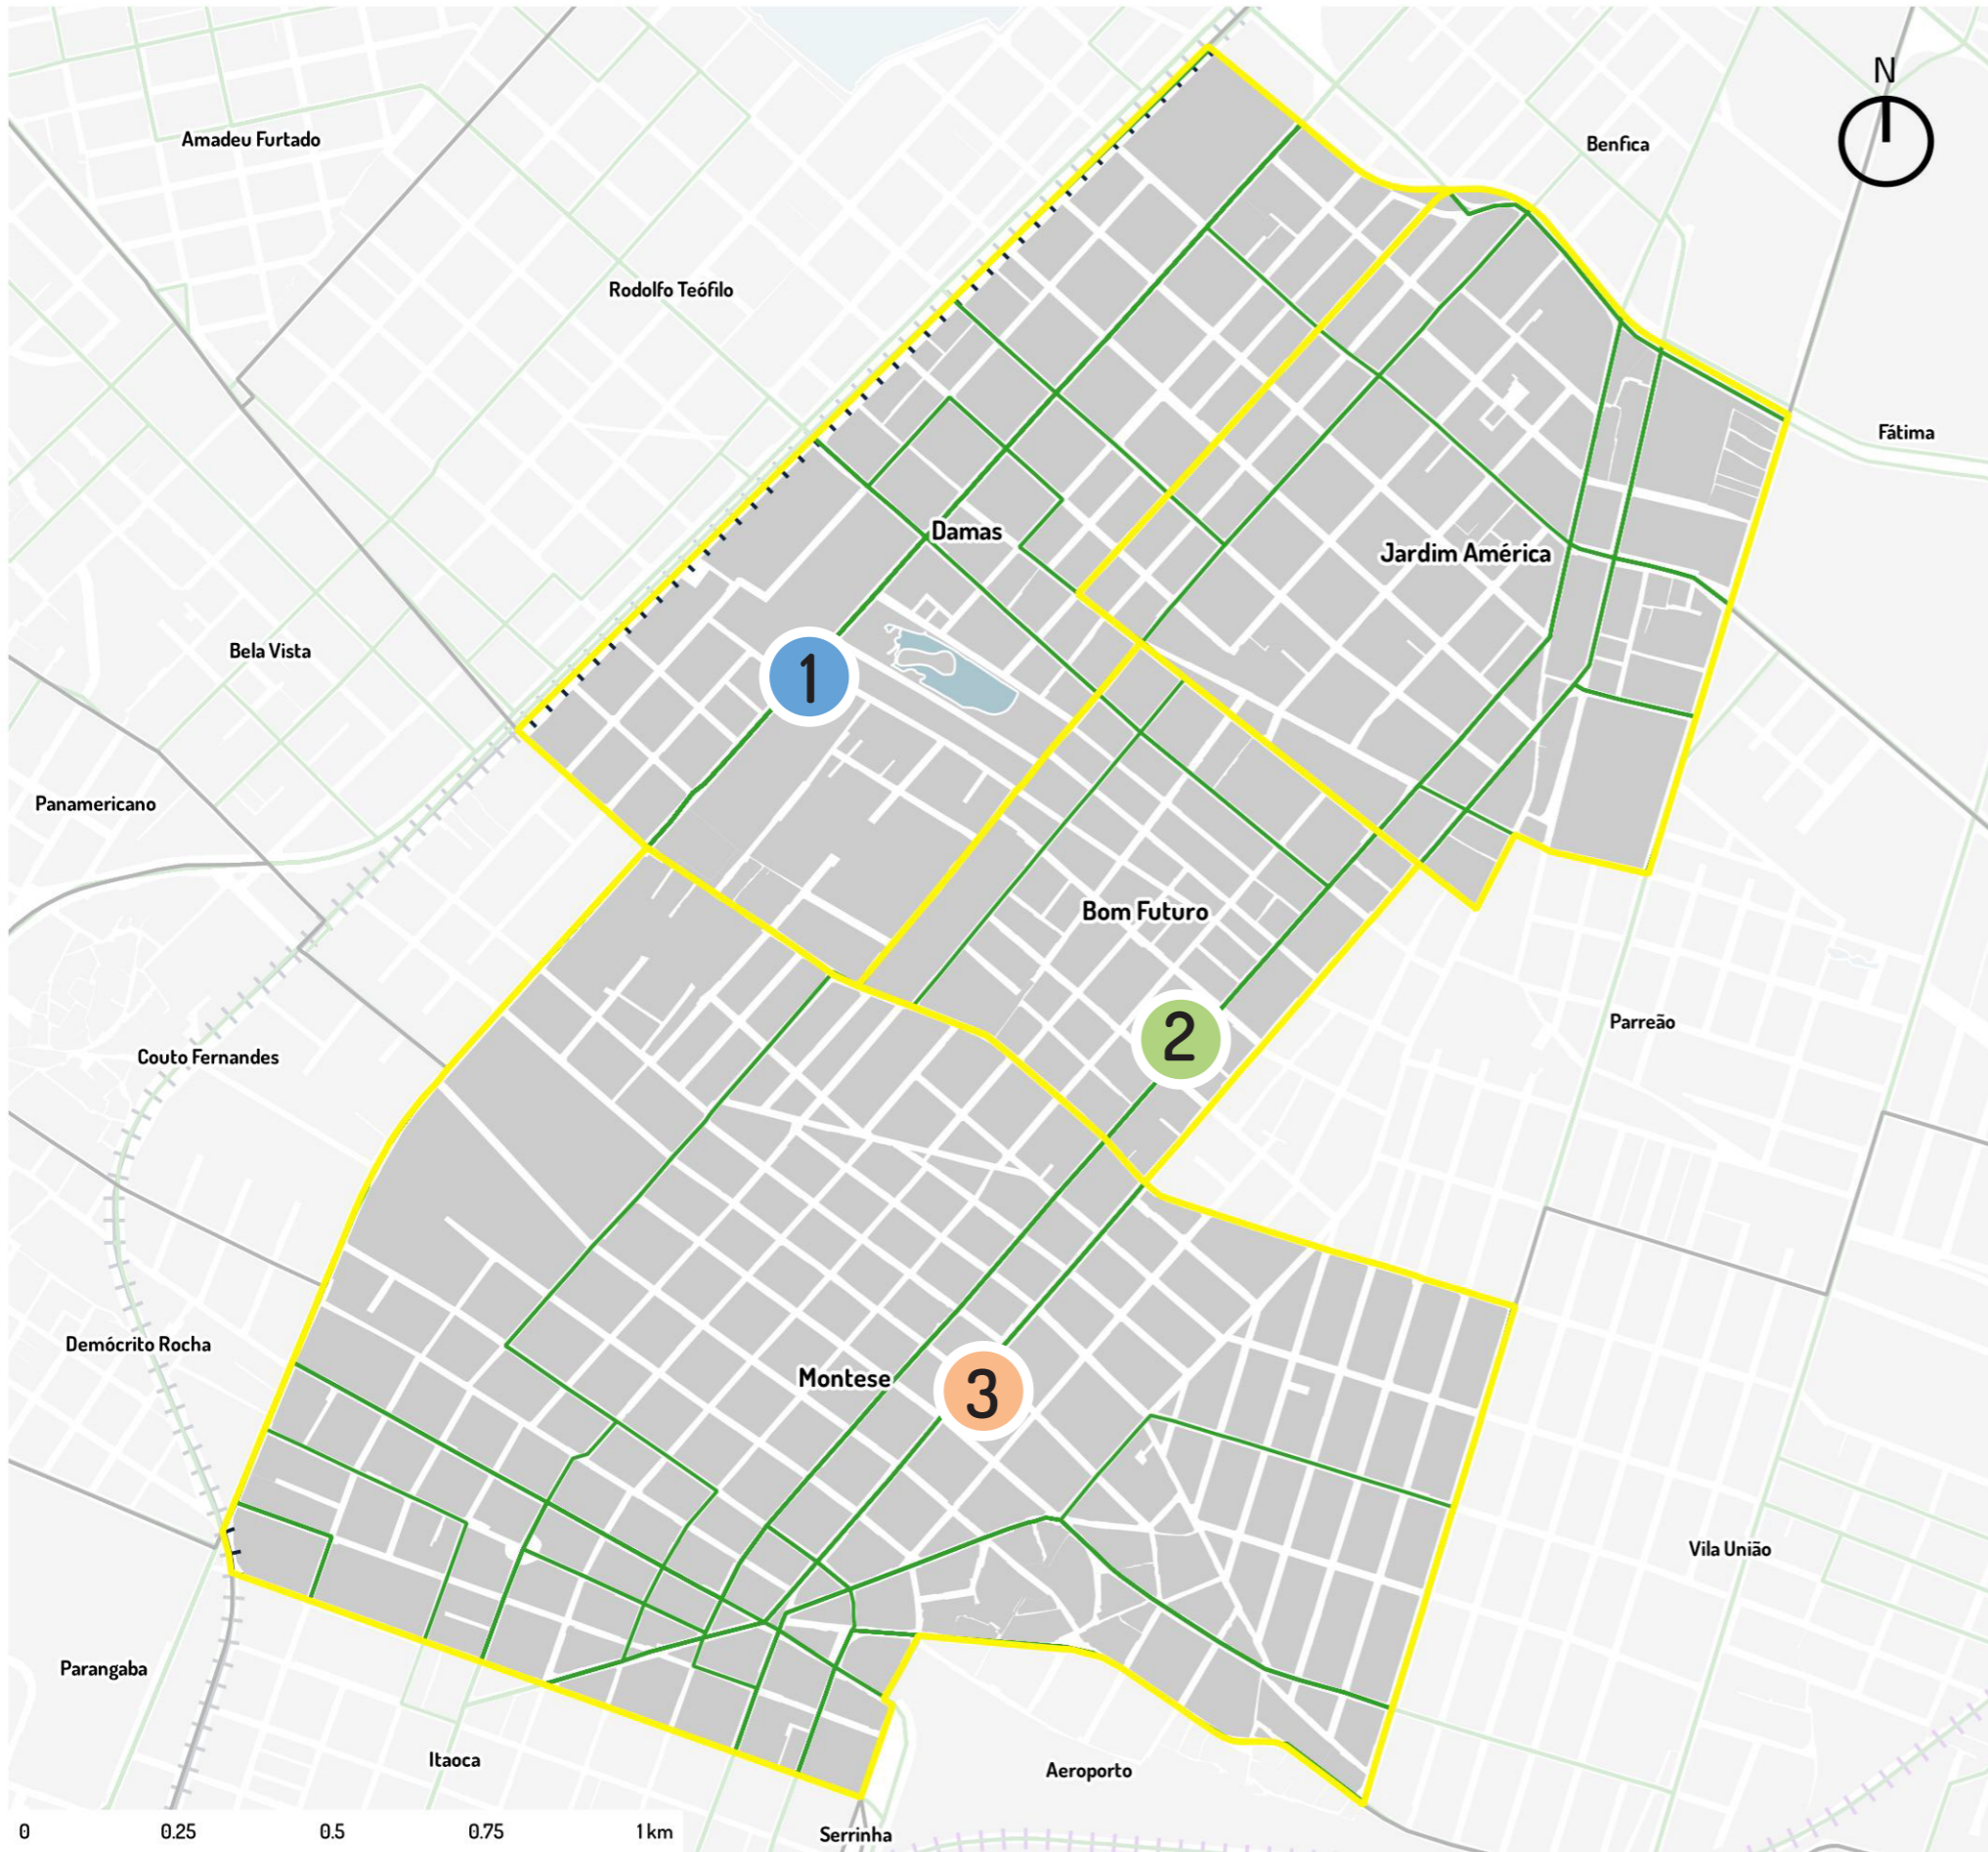 N
Amadeu Furtado
Benfica
Rodolfo Teófilo
Fátima
Damas
Jardim América
Bela Vista
1
Panamericano
Bom Futuro
Parreão
2
Couto Fernandes
Demócrito Rocha
Montese
3
Vila União
Parangaba
Itaoca
Aeroporto
0 0.25 0.5 0.75 1 km
Serrinha